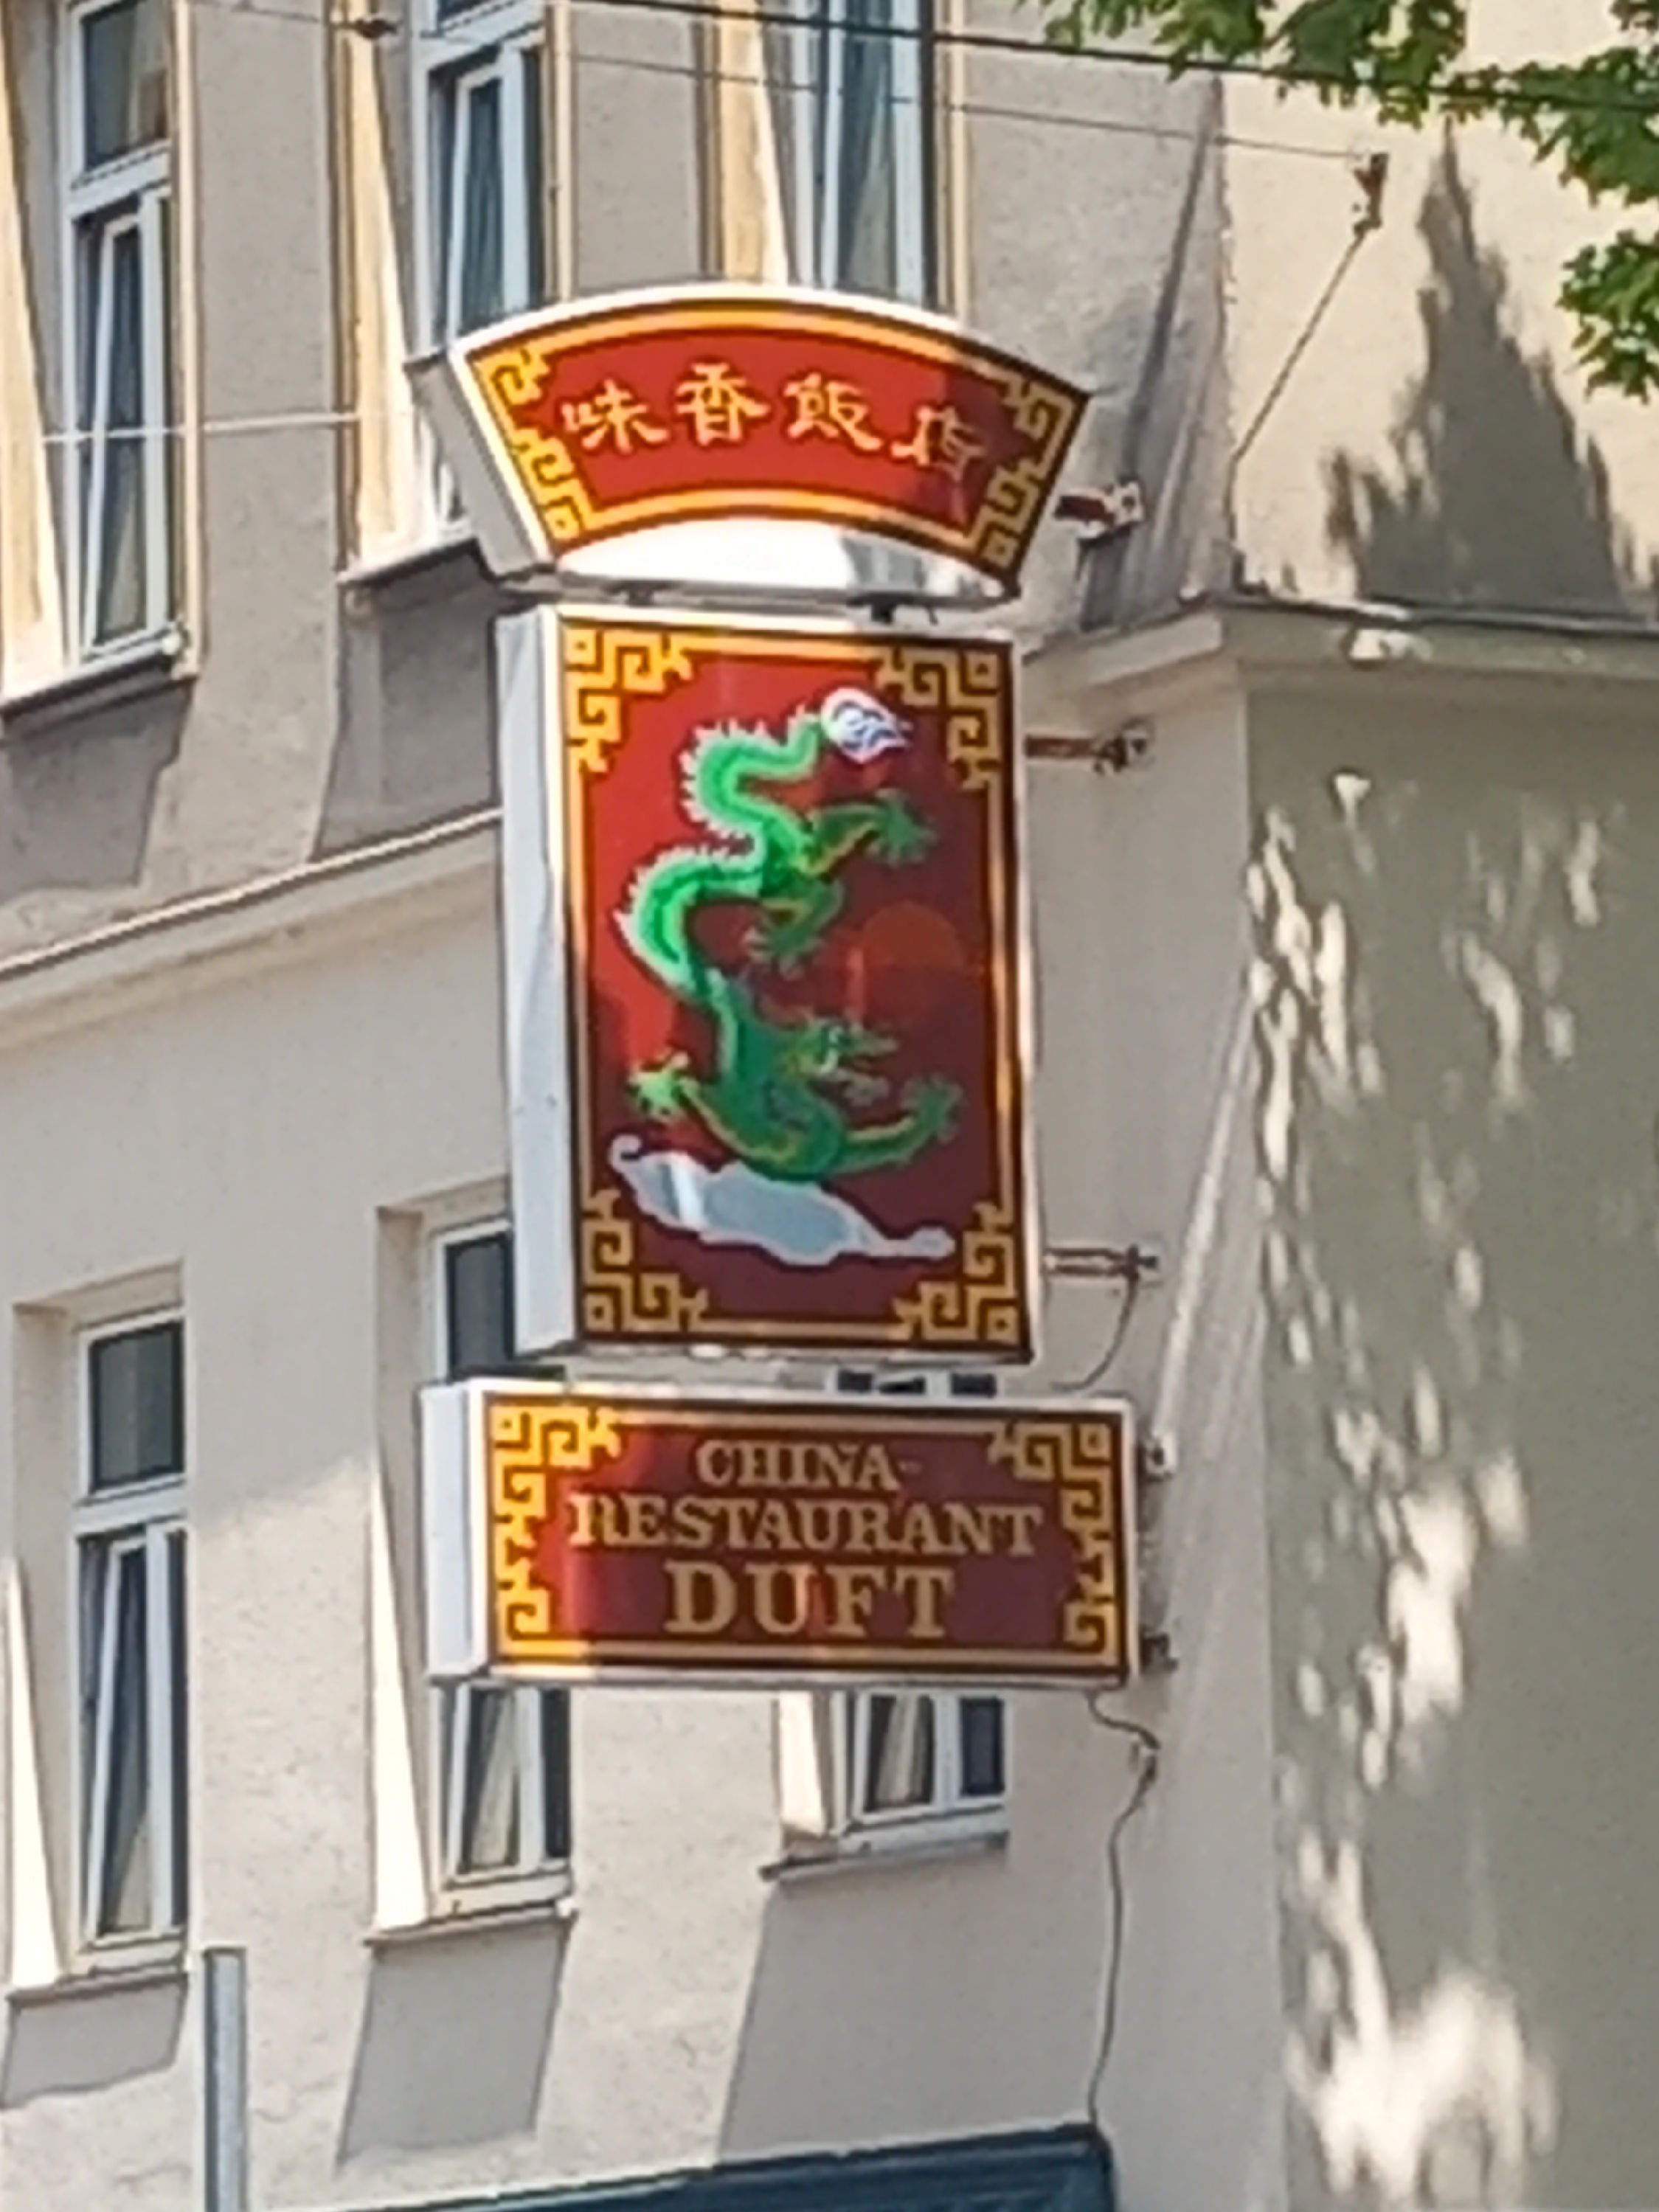 味香飯店
CHINA-
RESTAURANT
DUFT